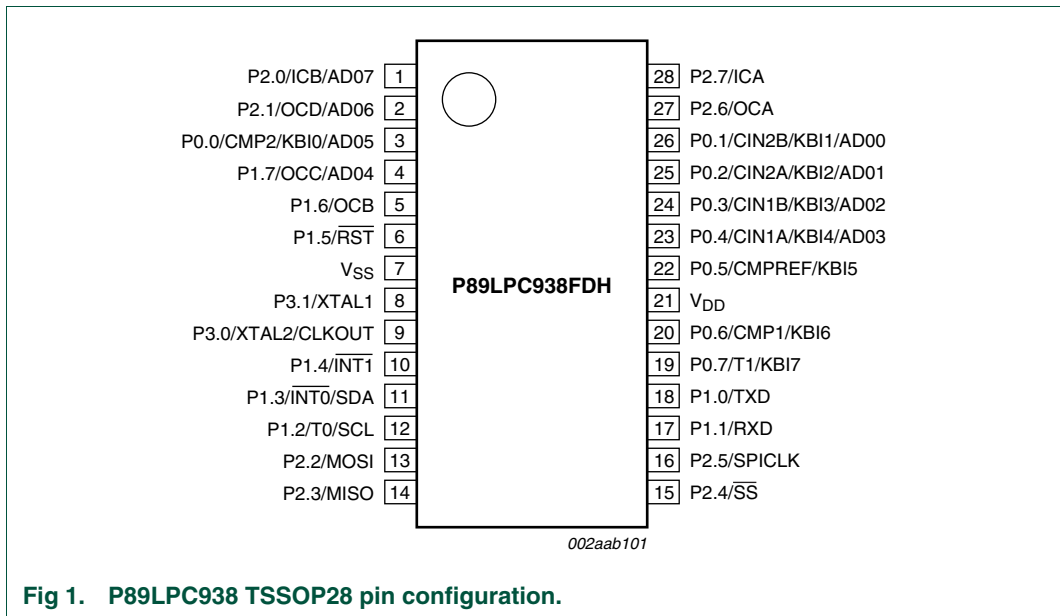 P2.0/ICB/AD07 1
P2.1/OCD/AD06 2
P0.0/CMP2/KBI0/AD05 3
P1.7/OCC/AD04 4
P1.6/OCB 5
P1.5/R̅S̅T̅ 6
VSS 7
P3.1/XTAL1 8
P3.0/XTAL2/CLKOUT 9
P1.4/I̅N̅T̅1̅ 10
P1.3/I̅N̅T̅0̅/SDA 11
P1.2/T0/SCL 12
P2.2/MOSI 13
P2.3/MISO 14
P89LPC938FDH
28 P2.7/ICA
27 P2.6/OCA
26 P0.1/CIN2B/KBI1/AD00
25 P0.2/CIN2A/KBI2/AD01
24 P0.3/CIN1B/KBI3/AD02
23 P0.4/CIN1A/KBI4/AD03
22 P0.5/CMPREF/KBI5
21 VDD
20 P0.6/CMP1/KBI6
19 P0.7/T1/KBI7
18 P1.0/TXD
17 P1.1/RXD
16 P2.5/SPICLK
15 P2.4/S̅S̅
002aab101
Fig 1. P89LPC938 TSSOP28 pin configuration.